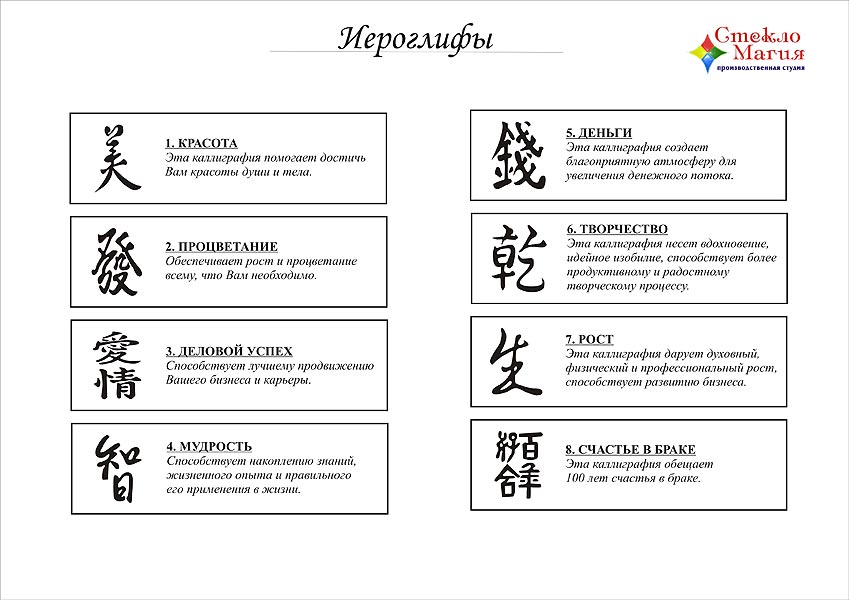 Иероглифы
Стекло
Магия
производственная студия
美
1. КРАСОТА
Эта каллиграфия помогает достичь
Вам красоты души и тела.
發
2. ПРОЦВЕТАНИЕ
Обеспечивает рост и процветание
всему, что Вам необходимо.
愛
情
3. ДЕЛОВОЙ УСПЕХ
Способствует лучшему продвижению
Вашего бизнеса и карьеры.
智
4. МУДРОСТЬ
Способствует накоплению знаний,
жизненного опыта и правильного
его применения в жизни.
錢
5. ДЕНЬГИ
Эта каллиграфия создает
благоприятную атмосферу для
увеличения денежного потока.
乾
6. ТВОРЧЕСТВО
Эта каллиграфия несет вдохновение,
идейное изобилие, способствует более
продуктивному и радостному
творческому процессу.
生
7. РОСТ
Эта каллиграфия дарует духовный,
физический и профессиональный рост,
способствует развитию бизнеса.
百年
好合
8. СЧАСТЬЕ В БРАКЕ
Эта каллиграфия обещает
100 лет счастья в браке.